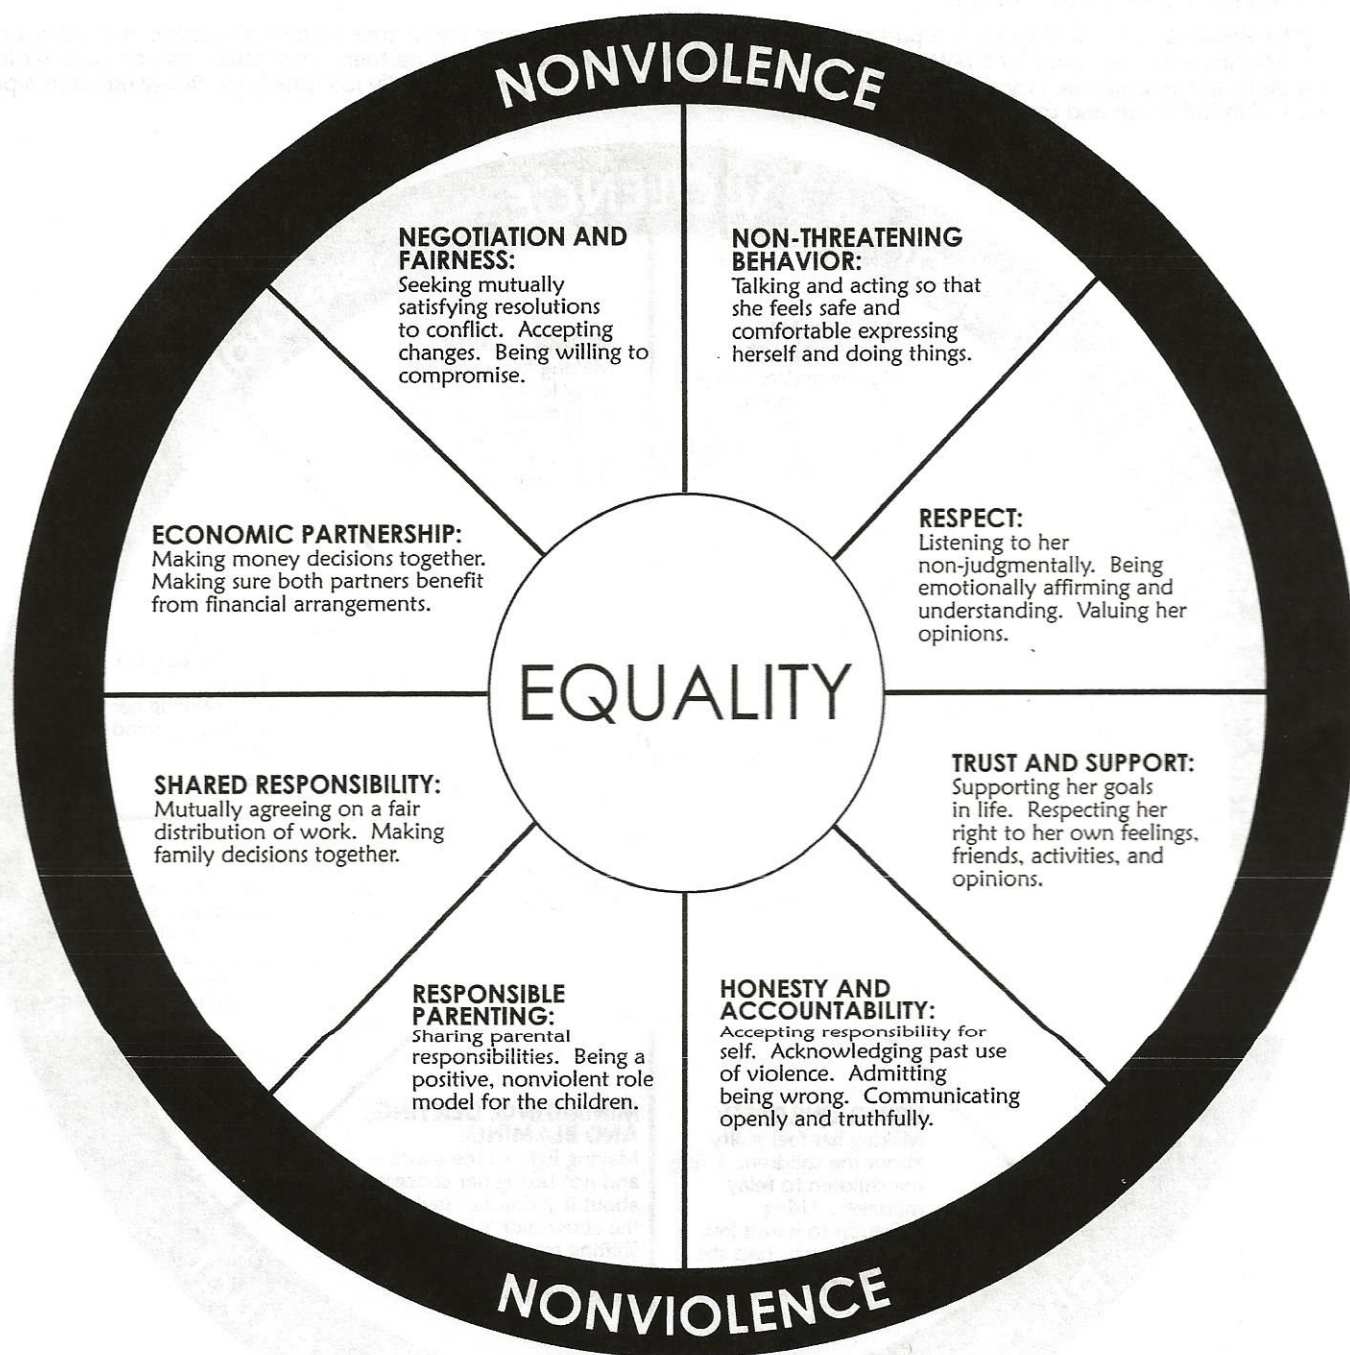 NONVIOLENCE
NEGOTIATION AND
FAIRNESS:
Seeking mutually
satisfying resolutions
to conflict. Accepting
changes. Being willing to
compromise.
NON-THREATENING
BEHAVIOR:
Talking and acting so that
she feels safe and
comfortable expressing
herself and doing things.
RESPECT:
Listening to her
non-judgmentally. Being
emotionally affirming and
understanding. Valuing her
opinions.
TRUST AND SUPPORT:
Supporting her goals
in life. Respecting her
right to her own feelings,
friends, activities, and
opinions.
HONESTY AND
ACCOUNTABILITY:
Accepting responsibility for
self. Acknowledging past use
of violence. Admitting
being wrong. Communicating
openly and truthfully.
RESPONSIBLE
PARENTING:
Sharing parental
responsibilities. Being a
positive, nonviolent role
model for the children.
SHARED RESPONSIBILITY:
Mutually agreeing on a fair
distribution of work. Making
family decisions together.
ECONOMIC PARTNERSHIP:
Making money decisions together.
Making sure both partners benefit
from financial arrangements.
EQUALITY
NONVIOLENCE